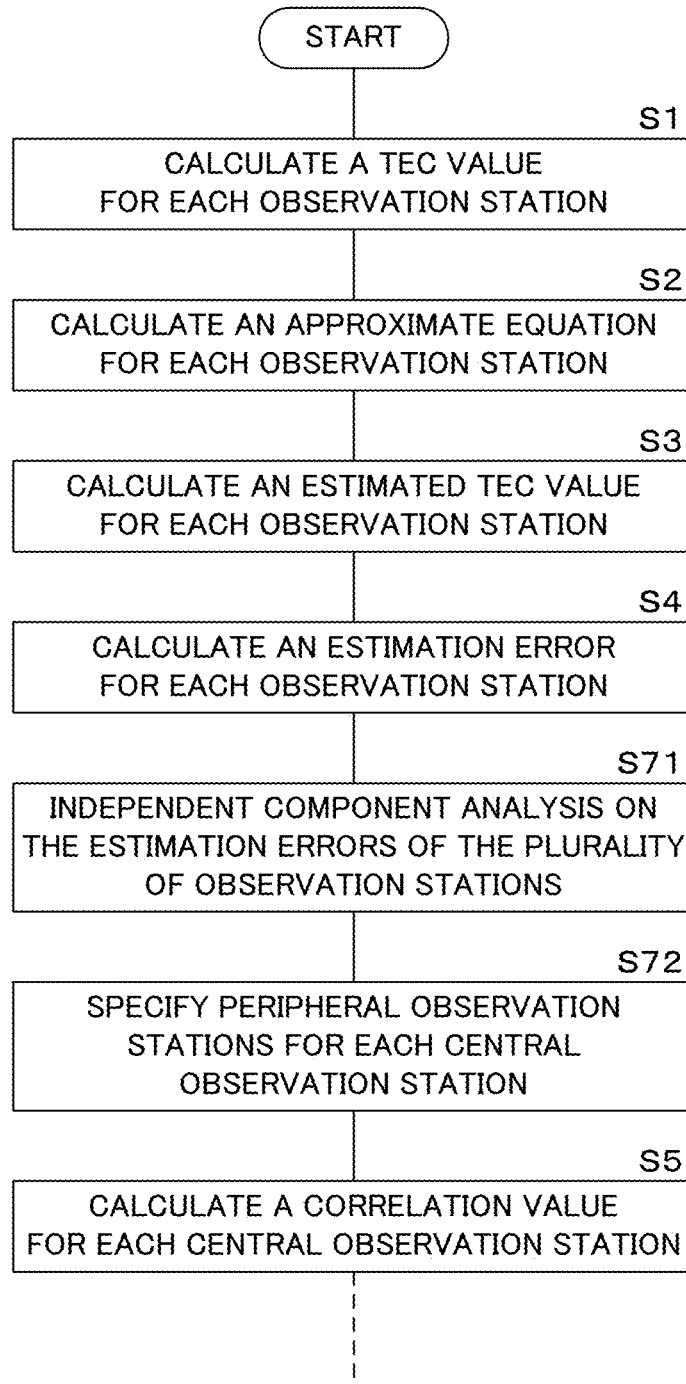 START
S1
CALCULATE A TEC VALUE
FOR EACH OBSERVATION STATION
S2
CALCULATE AN APPROXIMATE EQUATION
FOR EACH OBSERVATION STATION
S3
CALCULATE AN ESTIMATED TEC VALUE
FOR EACH OBSERVATION STATION
S4
CALCULATE AN ESTIMATION ERROR
FOR EACH OBSERVATION STATION
S71
INDEPENDENT COMPONENT ANALYSIS ON
THE ESTIMATION ERRORS OF THE PLURALITY
OF OBSERVATION STATIONS
S72
SPECIFY PERIPHERAL OBSERVATION
STATIONS FOR EACH CENTRAL
OBSERVATION STATION
S5
CALCULATE A CORRELATION VALUE
FOR EACH CENTRAL OBSERVATION STATION